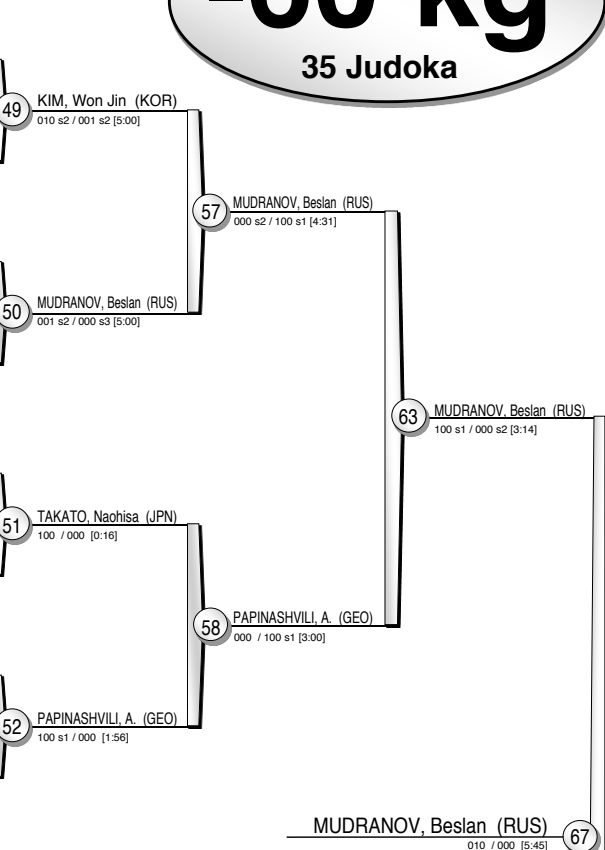 -60 kg
35 Judoka
49 KIM, Won Jin (KOR)
010 s2 / 001 s2 [5:00]
57 MUDRANOV, Beslan (RUS)
000 s2 / 100 s1 [4:31]
50 MUDRANOV, Beslan (RUS)
001 s2 / 000 s3 [5:00]
63 MUDRANOV, Beslan (RUS)
100 s1 / 000 s2 [3:14]
51 TAKATO, Naohisa (JPN)
100 / 000 [0:16]
58 PAPINASHVILI, A. (GEO)
000 / 100 s1 [3:00]
52 PAPINASHVILI, A. (GEO)
100 s1 / 000 [1:56]
MUDRANOV, Beslan (RUS) 67
010 / 000 [5:45]